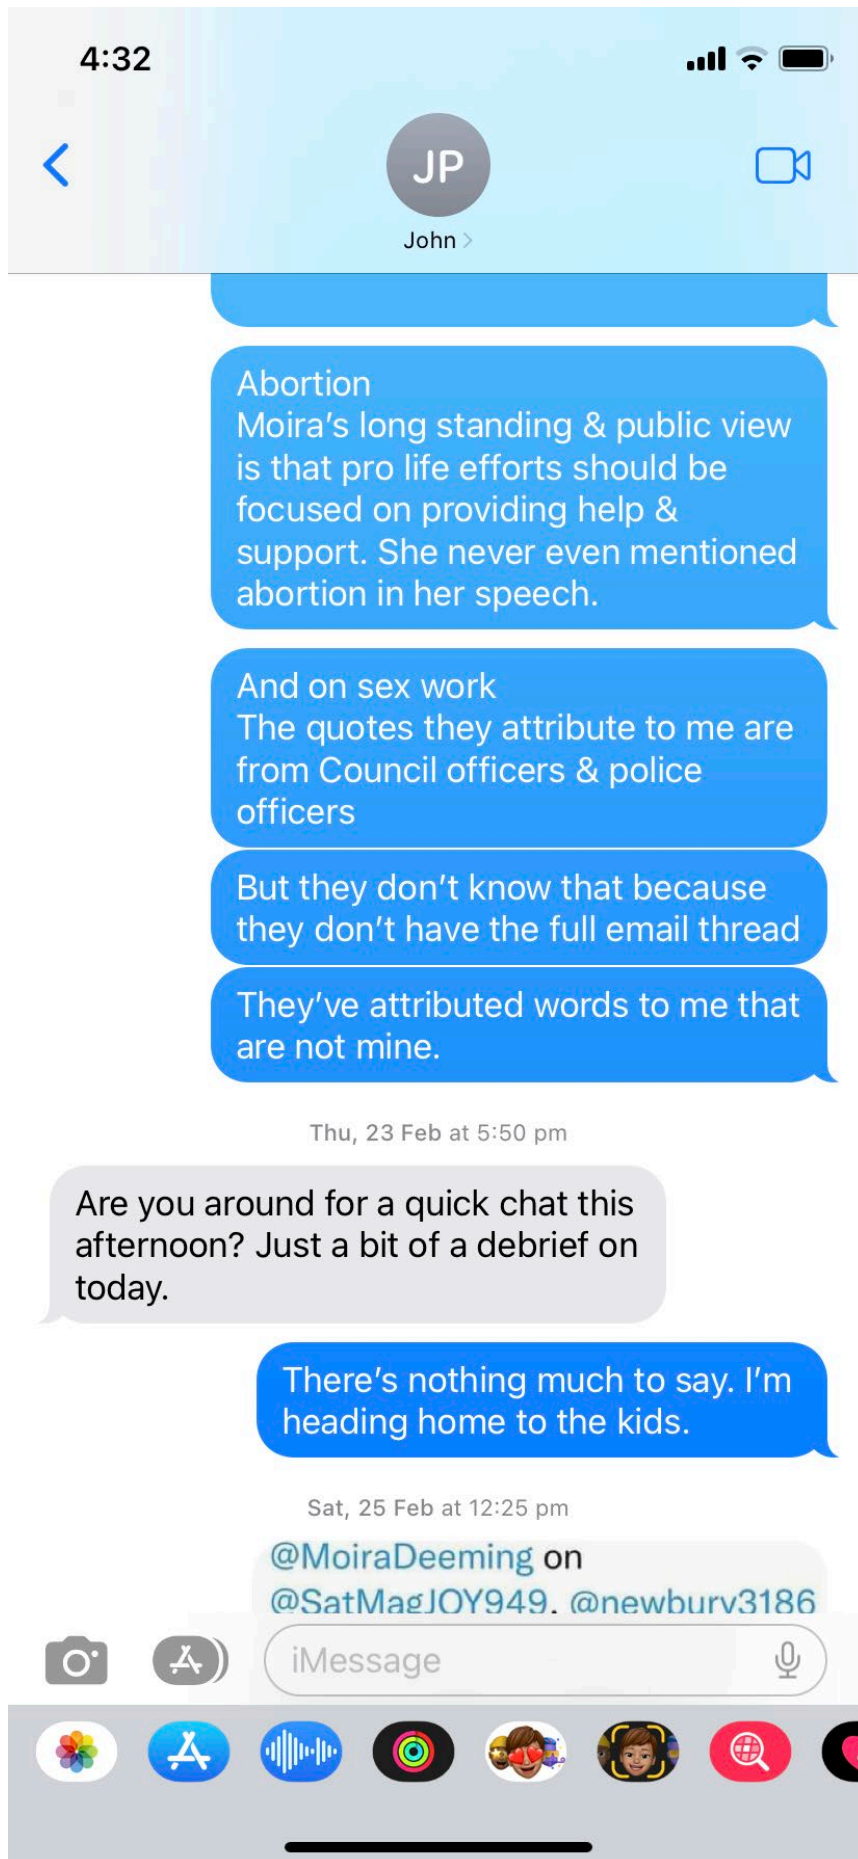 4:32
JP
John
Abortion
Moira’s long standing & public view
is that pro life efforts should be
focused on providing help &
support. She never even mentioned
abortion in her speech.
And on sex work
The quotes they attribute to me are
from Council officers & police
officers
But they don’t know that because
they don’t have the full email thread
They’ve attributed words to me that
are not mine.
Thu, 23 Feb at 5:50 pm
Are you around for a quick chat this
afternoon? Just a bit of a debrief on
today.
There’s nothing much to say. I’m
heading home to the kids.
Sat, 25 Feb at 12:25 pm
@MoiraDeeming on
@SatMagJOY949, @newbury3186
iMessage